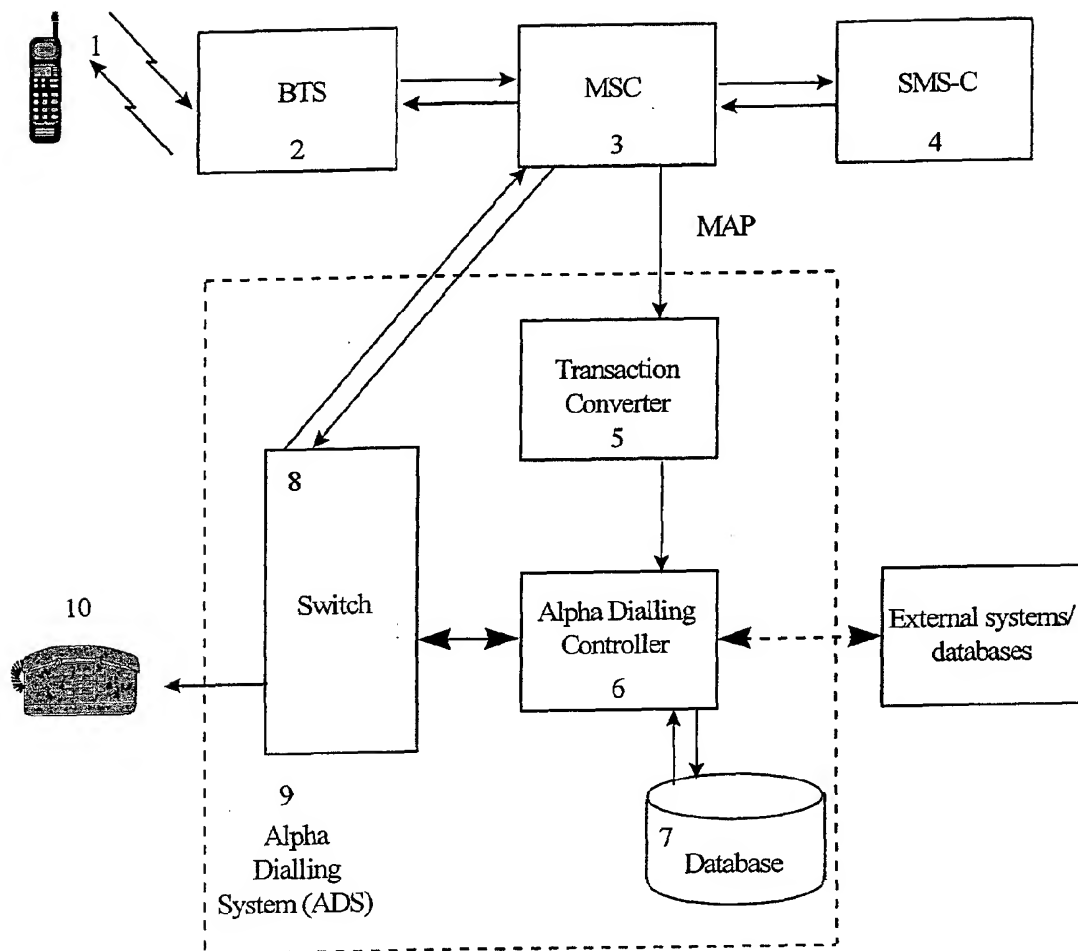 1
BTS
2
MSC
3
SMS-C
4
MAP
Transaction
Converter
5
8
Switch
10
Alpha Dialling
Controller
6
External systems/
databases
9
Alpha
Dialling
System (ADS)
7
Database